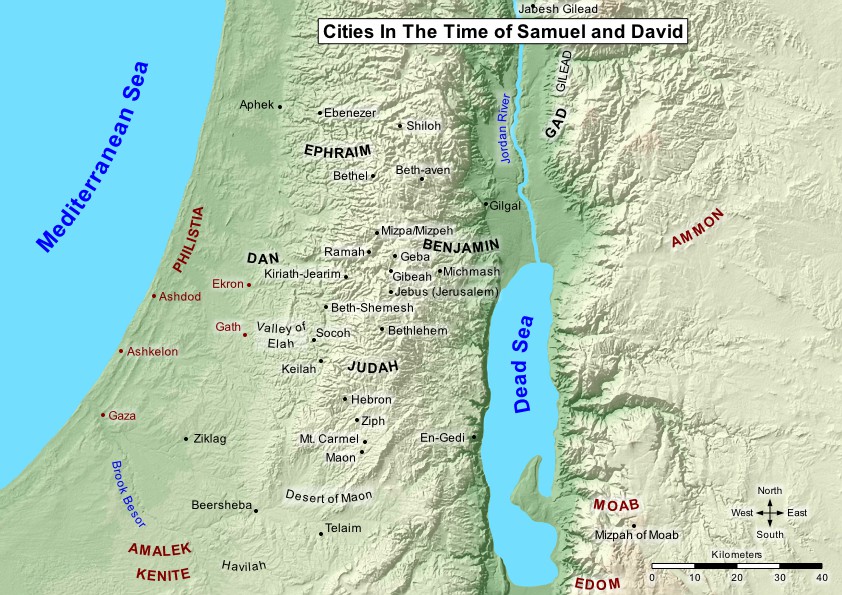 Jabesh Gilead
Cities In The Time of Samuel and David
Mediterranean Sea
GILEAD
GAD
Jordan River
Aphek
Ebenezer
Shiloh
EPHRAIM
Bethel
Beth-aven
Gilgal
PHILISTIA
AMMON
Mizpa/Mizpeh
BENJAMIN
DAN
Ramah
Geba
Kiriath-Jearim
Gibeah
Michmash
Ekron
Jebus (Jerusalem)
Ashdod
Beth-Shemesh
Gath
Valley of
Elah
Socoh
Bethlehem
Dead Sea
Ashkelon
Keilah
JUDAH
Hebron
Gaza
Ziph
Ziklag
Mt. Carmel
En-Gedi
Maon
Brook Besor
Beersheba
Desert of Maon
MOAB
North
West
East
South
Telaim
Mizpah of Moab
AMALEK
Havilah
KENITE
EDOM
Kilometers
0 10 20 30 40